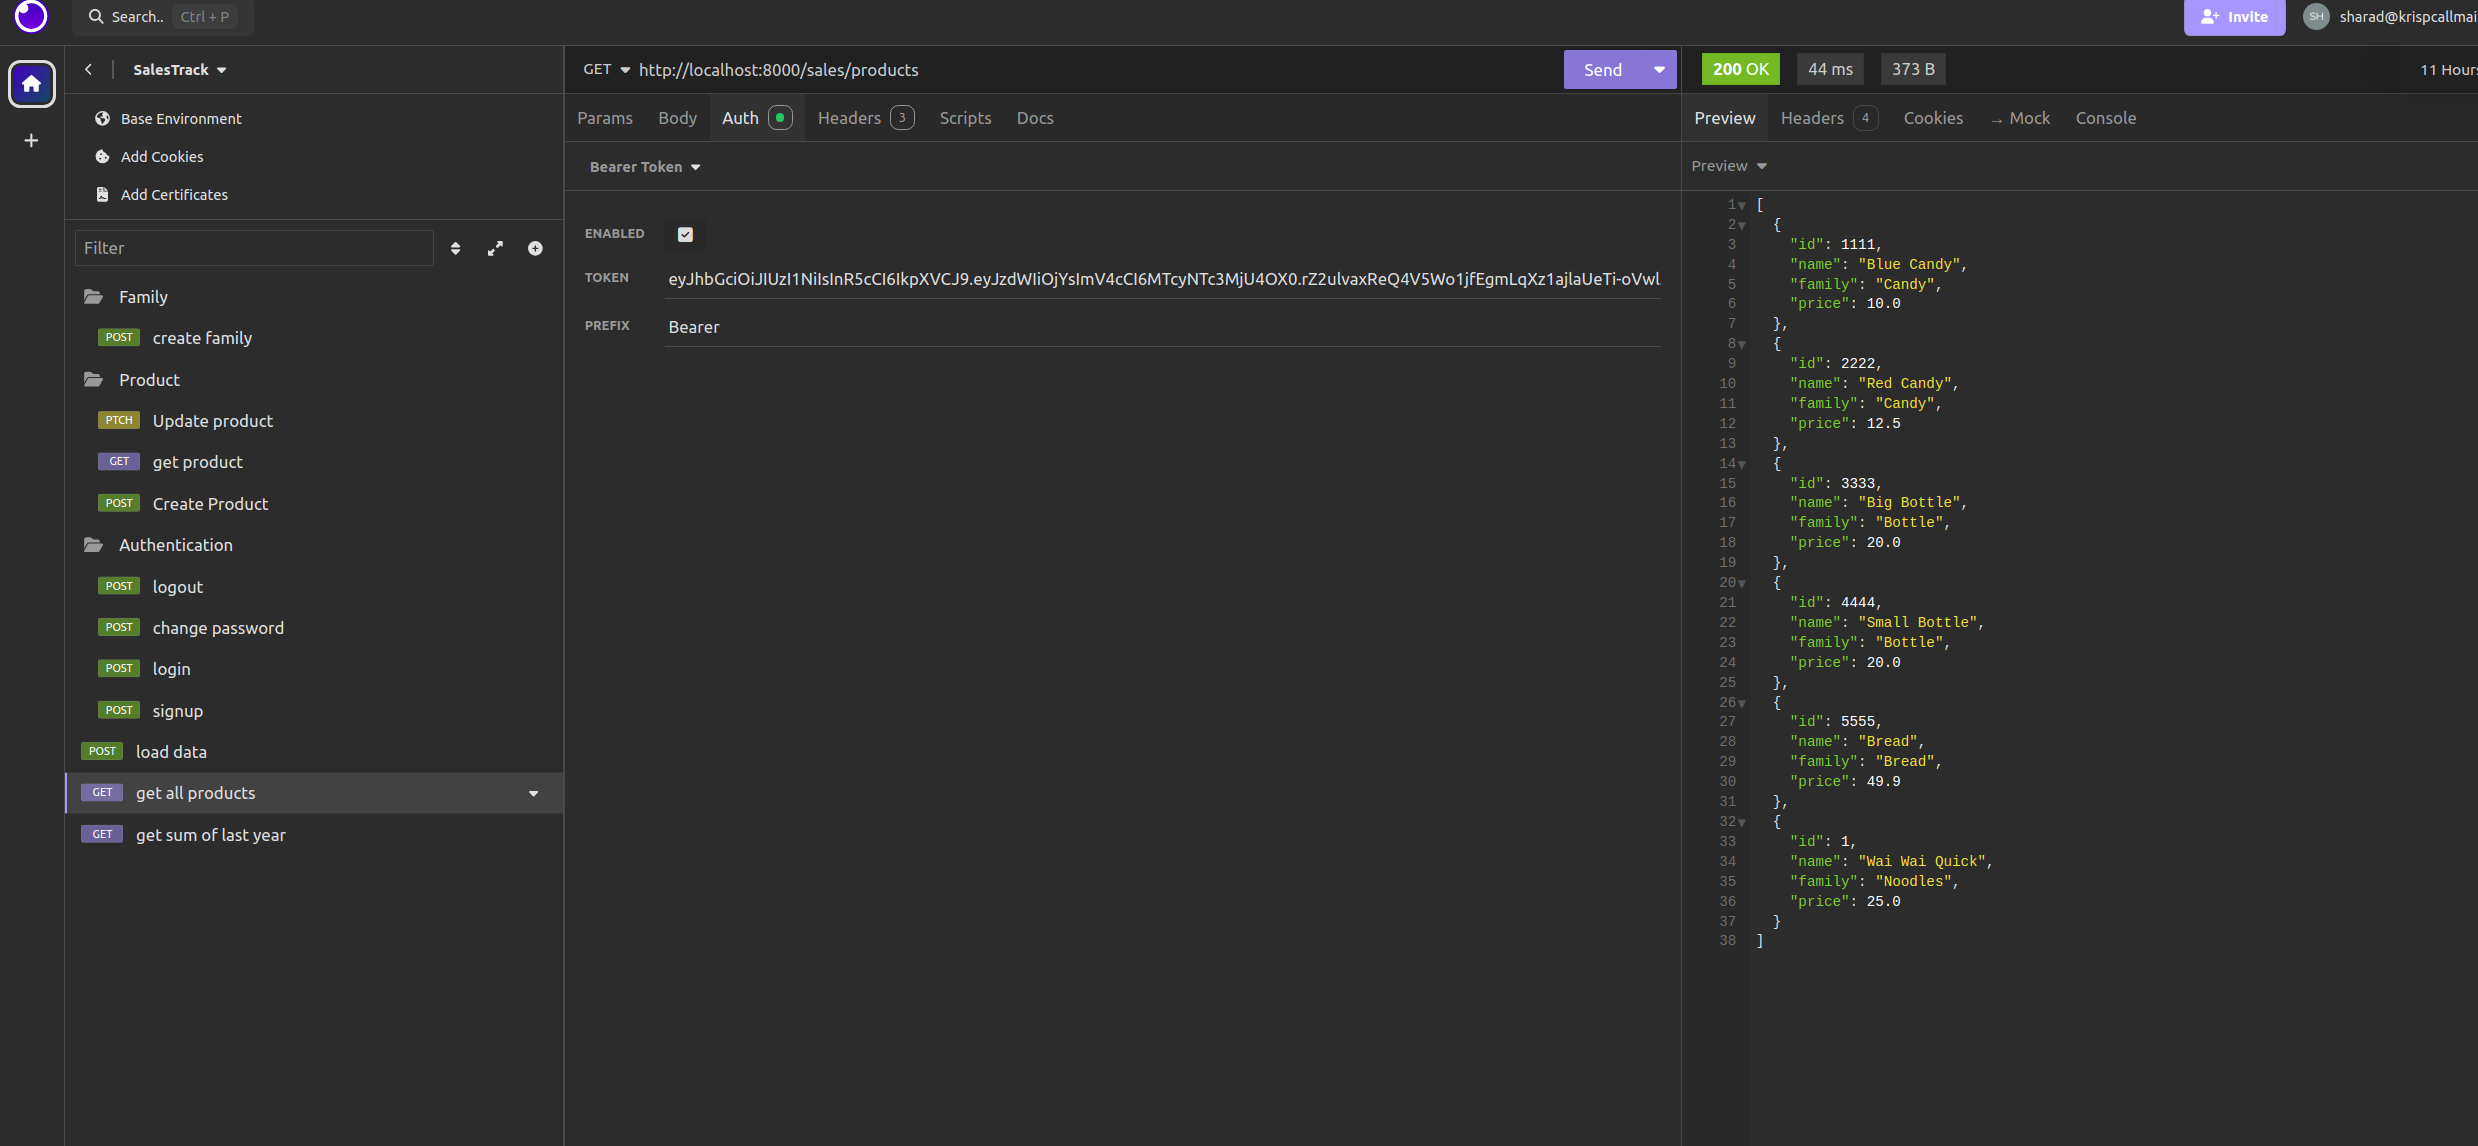 Search.. Ctrl + P
Invite
SH sharad@krispcallmai
SalesTrack
Base Environment
Add Cookies
Add Certificates
Filter
Family
POST create family
Product
PTCH Update product
GET get product
POST Create Product
Authentication
POST logout
POST change password
POST login
POST signup
POST load data
GET get all products
GET get sum of last year
GET http://localhost:8000/sales/products
Send
Params Body Auth Headers 3 Scripts Docs
Bearer Token
ENABLED
TOKEN eyJhbGciOiJIUzI1NiIsInR5cCI6IkpXVCJ9.eyJzdWIiOjYsImV4cCI6MTcyNTc3MjU4OX0.rZ2ulvaxReQ4V5Wo1jfEgmLqXz1ajlaUeTi-oVwl
PREFIX Bearer
200 OK 44 ms 373 B 11 Hours
Preview Headers 4 Cookies → Mock Console
Preview
1 [
2 {
3 "id": 1111,
4 "name": "Blue Candy",
5 "family": "Candy",
6 "price": 10.0
7 },
8 {
9 "id": 2222,
10 "name": "Red Candy",
11 "family": "Candy",
12 "price": 12.5
13 },
14 {
15 "id": 3333,
16 "name": "Big Bottle",
17 "family": "Bottle",
18 "price": 20.0
19 },
20 {
21 "id": 4444,
22 "name": "Small Bottle",
23 "family": "Bottle",
24 "price": 20.0
25 },
26 {
27 "id": 5555,
28 "name": "Bread",
29 "family": "Bread",
30 "price": 49.9
31 },
32 {
33 "id": 1,
34 "name": "Wai Wai Quick",
35 "family": "Noodles",
36 "price": 25.0
37 }
38 ]